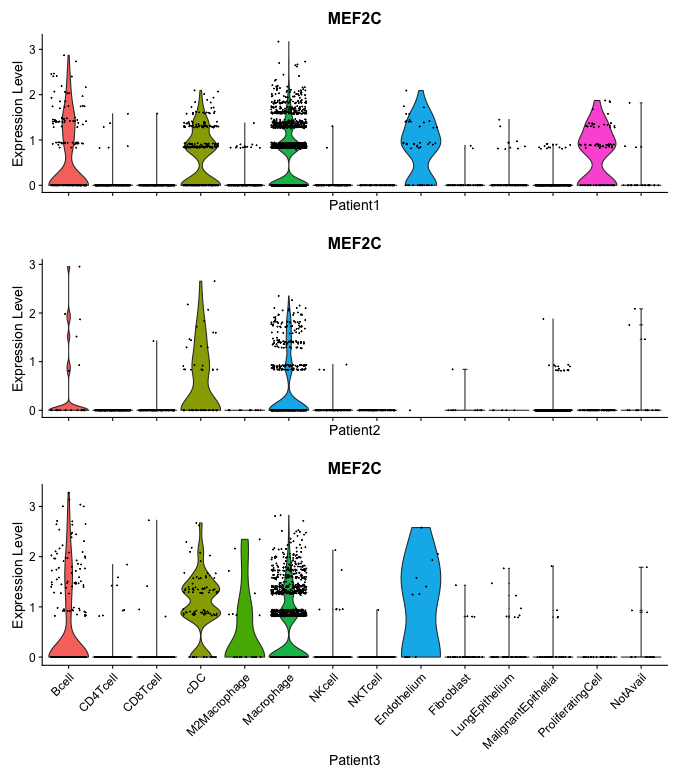 MEF2C
Expression Level
3
2
1
0
Patient1
MEF2C
Expression Level
3
2
1
0
Patient2
MEF2C
Expression Level
3
2
1
0
Bcell
CD4Tcell
CD8Tcell
cDC
M2Macrophage
Macrophage
NKcell
NKTcell
Endothelium
Fibroblast
LungEpithelium
MalignantEpithelial
ProliferatingCell
NotAvail
Patient3